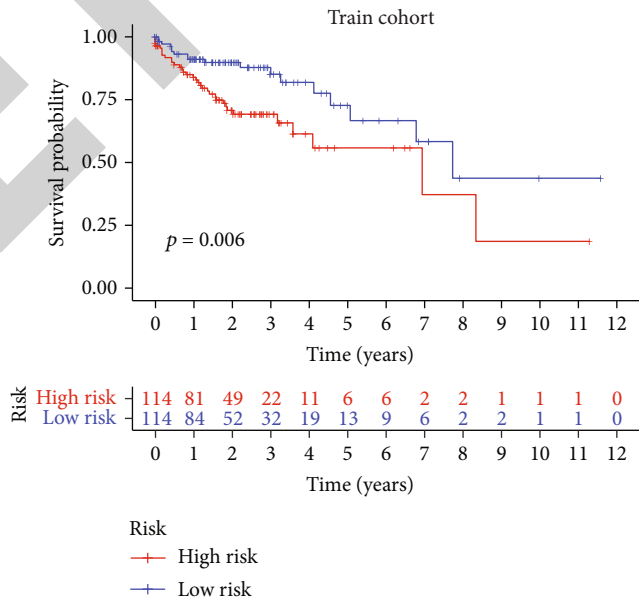 Train cohort
1.00
0.75
0.50
0.25
0.00
Survival probability
p = 0.006
0 1 2 3 4 5 6 7 8 9 10 11 12
Time (years)
Risk
High risk 114 81 49 22 11 6 6 2 2 1 1 1 0
Low risk 114 84 52 32 19 13 9 6 2 2 1 1 0
0 1 2 3 4 5 6 7 8 9 10 11 12
Time (years)
Risk
High risk
Low risk